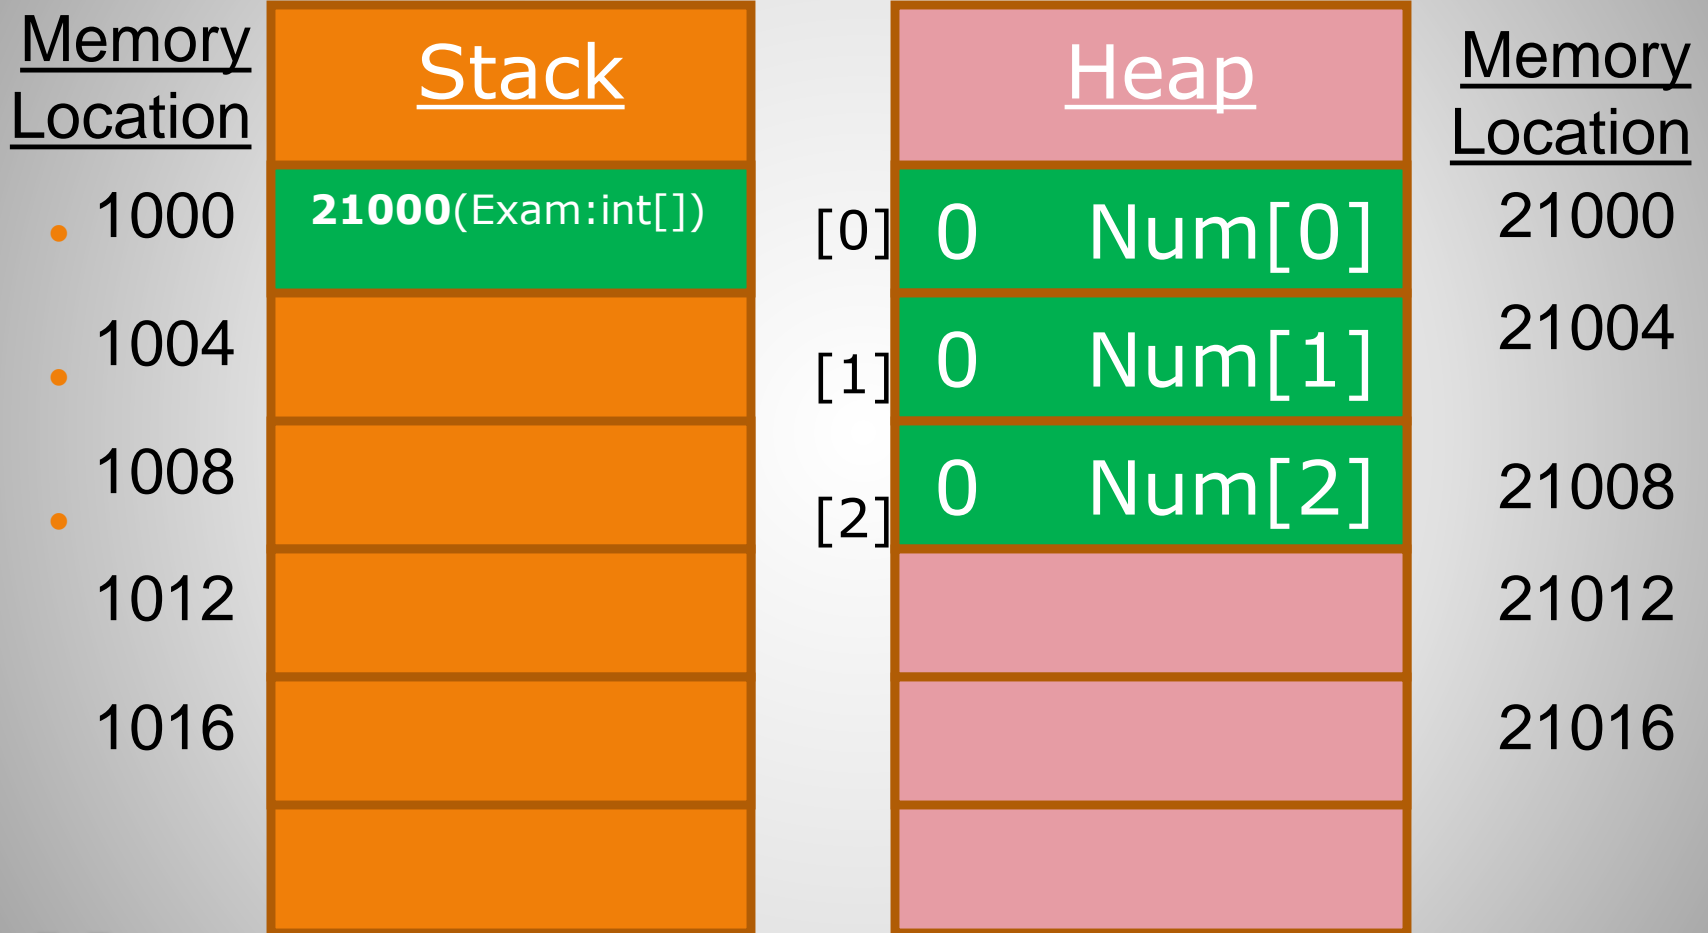 Memory
Location
Stack
Heap
Memory
Location
1000
21000(Exam:int[])
[0]
0 Num[0]
21000
1004
[1]
0 Num[1]
21004
1008
[2]
0 Num[2]
21008
1012
21012
1016
21016